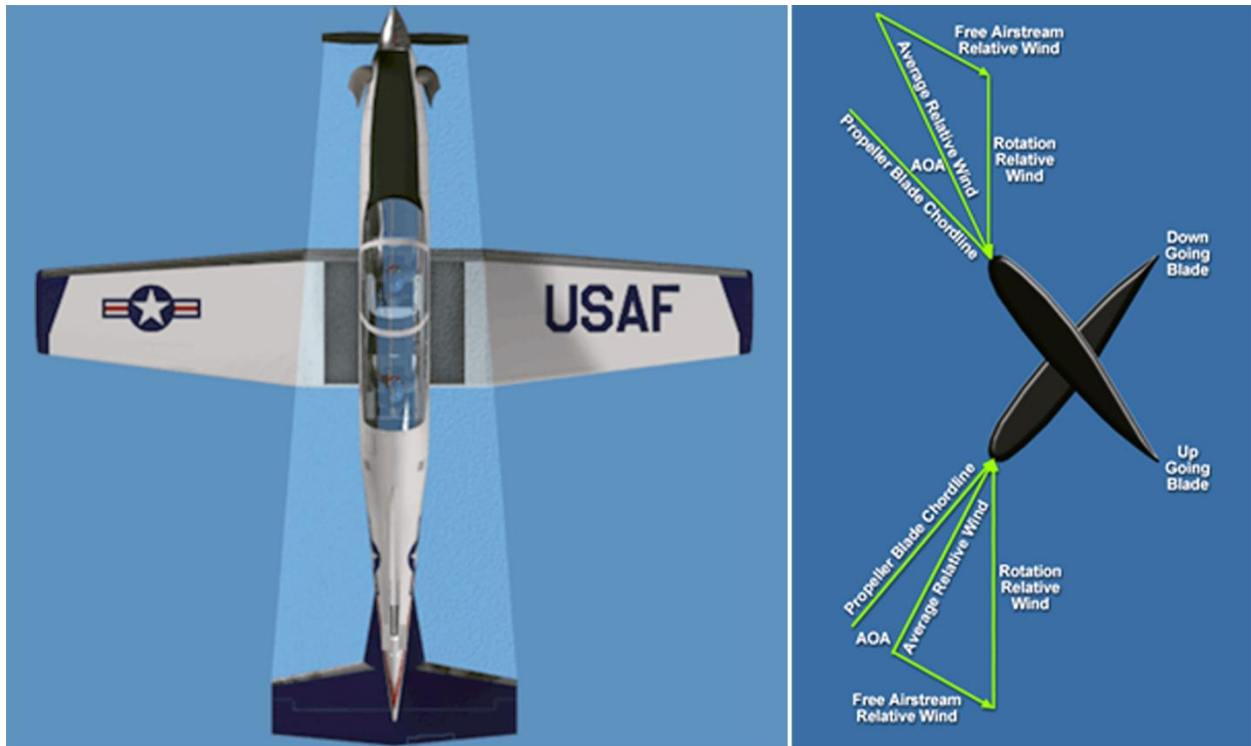 USAF
Free Airstream
Relative Wind
Average Relative Wind
Propeller Blade Chordline
AOA
Rotation
Relative
Wind
Down
Going
Blade
Up
Going
Blade
Propeller Blade Chordline
Average Relative Wind
AOA
Rotation
Relative
Wind
Free Airstream
Relative Wind